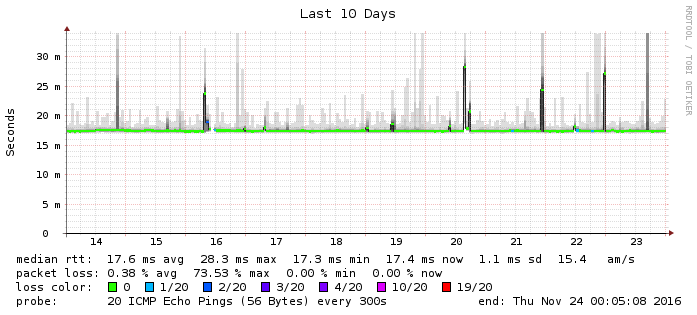 Last 10 Days
RRDTOOL / TOBI OETIKER
Seconds
30 m
25 m
20 m
15 m
10 m
5 m
0
14 15 16 17 18 19 20 21 22 23
median rtt: 17.6 ms avg 28.3 ms max 17.3 ms min 17.4 ms now 1.1 ms sd 15.4 am/s
packet loss: 0.38 % avg 73.53 % max 0.00 % min 0.00 % now
loss color: 0 1/20 2/20 3/20 4/20 10/20 19/20
probe: 20 ICMP Echo Pings (56 Bytes) every 300s end: Thu Nov 24 00:05:08 2016